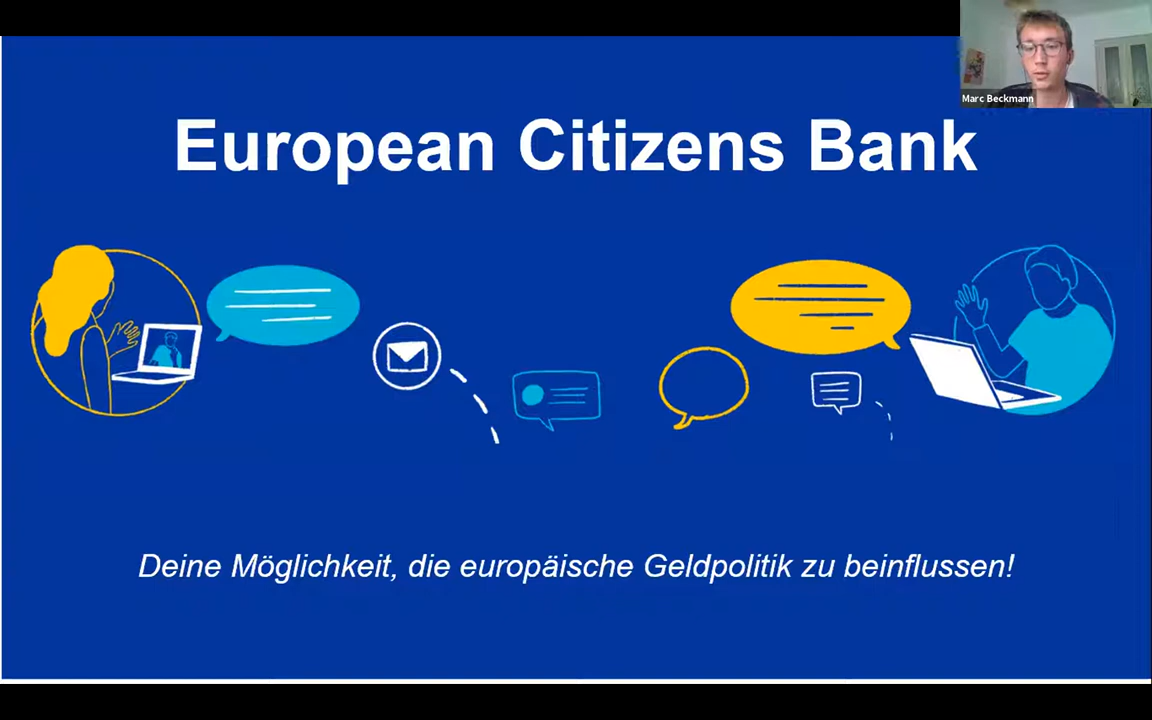 Marc Beckmann
European Citizens Bank
Deine Möglichkeit, die europäische Geldpolitik zu beinflussen!